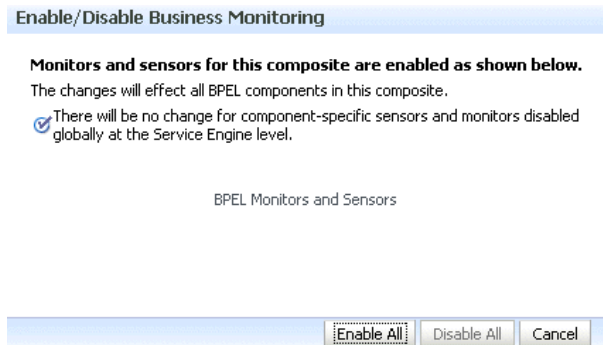 Enable/Disable Business Monitoring
Monitors and sensors for this composite are enabled as shown below.
The changes will effect all BPEL components in this composite.
There will be no change for component-specific sensors and monitors disabled
globally at the Service Engine level.
BPEL Monitors and Sensors
Enable All Disable All Cancel